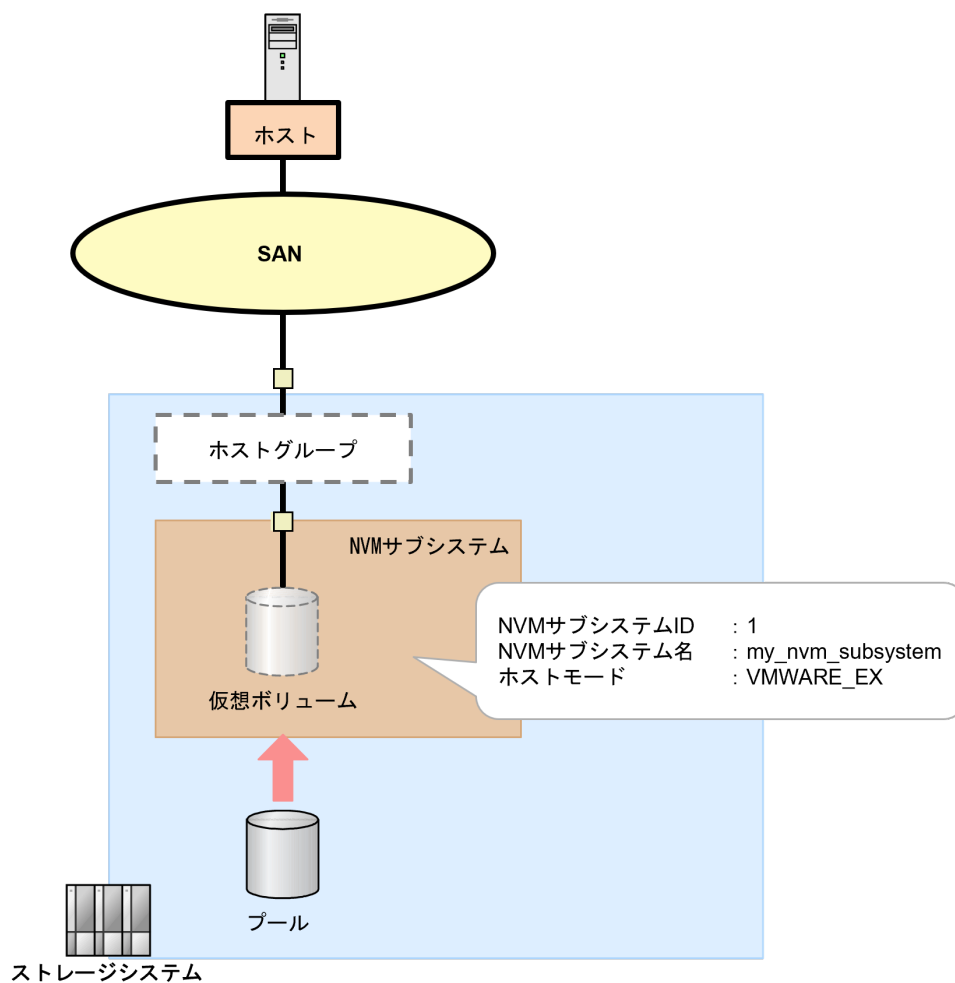 ホスト
SAN
ホストグループ
NVMサブシステム
NVMサブシステムID : 1
NVMサブシステム名 : my_nvm_subsystem
ホストモード : VMWARE_EX
仮想ボリューム
プール
ストレージシステム